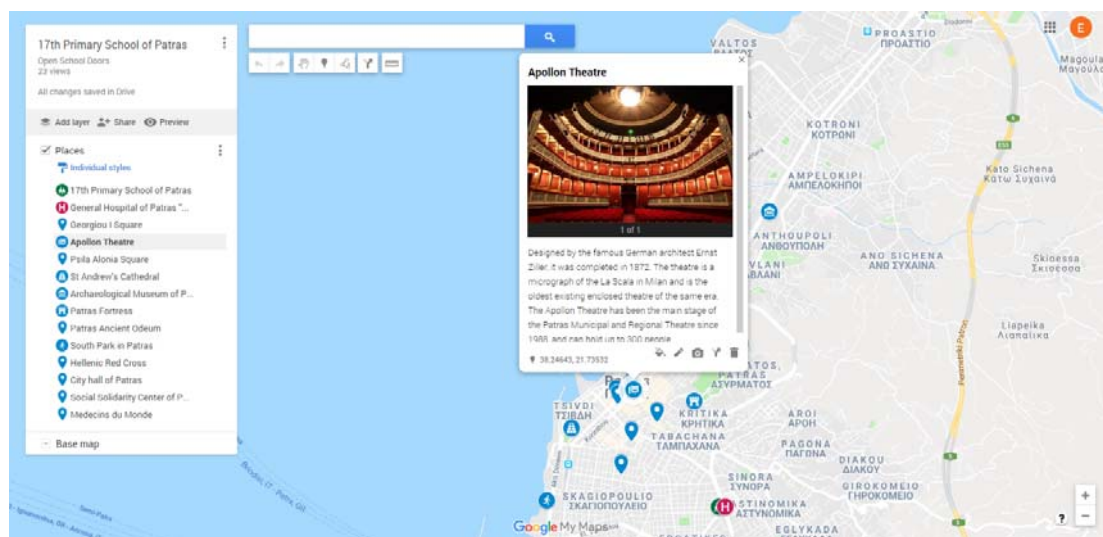 17th Primary School of Patras
Open School Doors
23 views
All changes saved in Drive
Add layer Share Preview
Places
Individual styles
17th Primary School of Patras
General Hospital of Patras "...
Georgiou I Square
Apollon Theatre
Psila Alonia Square
St Andrew's Cathedral
Archaeological Museum of P...
Patras Fortress
Patras Ancient Odeum
South Park in Patras
Hellenic Red Cross
City hall of Patras
Social Solidarity Center of P...
Medecins du Monde
Base map
Apollon Theatre
1 of 1
Designed by the famous German architect Ernst
Ziller, it was completed in 1872. The theatre is a
micrograph of the La Scala in Milan and is the
oldest existing enclosed theatre of the same era.
The Apollon Theatre has been the main stage of
the Patras Municipal and Regional Theatre since
1988, and can hold up to 300 people
38.24643, 21.73532
E
VALTOS
PROASTIO
ΠΡΟΑΣΤΙΟ
Magoula
KOTRONI
ΚΟΤΡΩΝΙ
Kato Sichena
Κάτω Συχαινά
AMPELOKIPI
ΑΜΠΕΛΟΚΗΠΟΙ
ANTHOUPOLI
ΑΝΘΟΥΠΟΛΗ
ANO SICHENA
ΑΝΩ ΣΥΧΑΙΝΑ
Skioessa
Σκιόεσσα
Liapeika
Λιαπαίικα
Perimetriki Patron
PATRAS
ΑΣΥΡΜΑΤΟΣ
TSIVDI
ΤΣΙΒΔΗ
KRITIKA
ΚΡΗΤΙΚΑ
AROI
ΑΡΟΗ
TABACHANA
ΤΑΜΠΑΧΑΝΑ
PAGONA
ΠΑΓΩΝΑ
DIAKOU
ΔΙΑΚΟΥ
SINORA
ΣΥΝΟΡΑ
GIROKOMEIO
ΓΗΡΟΚΟΜΕΙΟ
SKAGIOPOULIO
ΣΚΑΓΙΟΠΟΥΛΕΙΟ
H
ASTINOMIKA
ΑΣΤΥΝΟΜΙΚΑ
EGLYKADA
Google My Maps
+
?
−